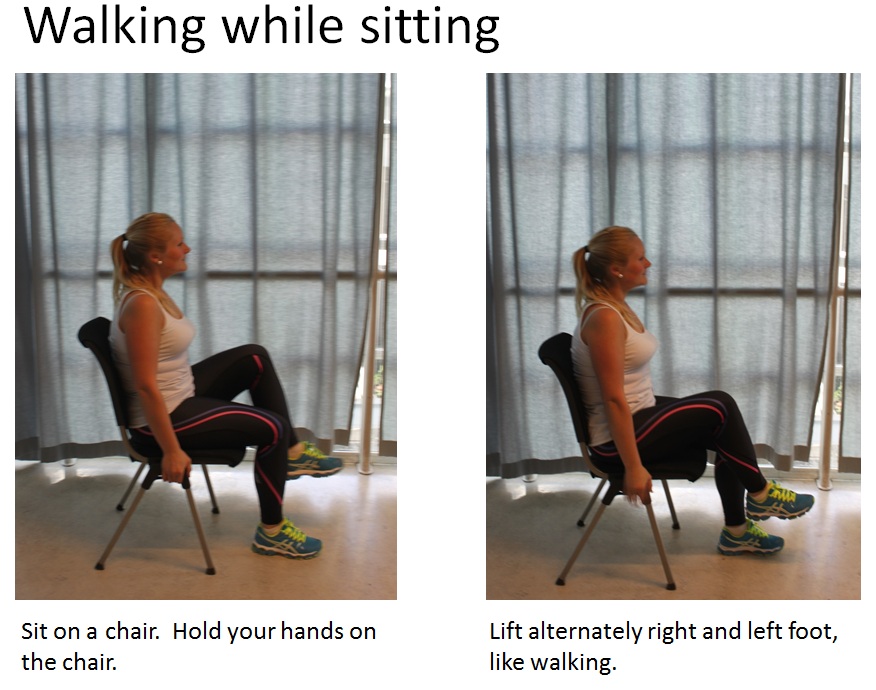 Walking while sitting
Sit on a chair.  Hold your hands on
the chair.
Lift alternately right and left foot,
like walking.